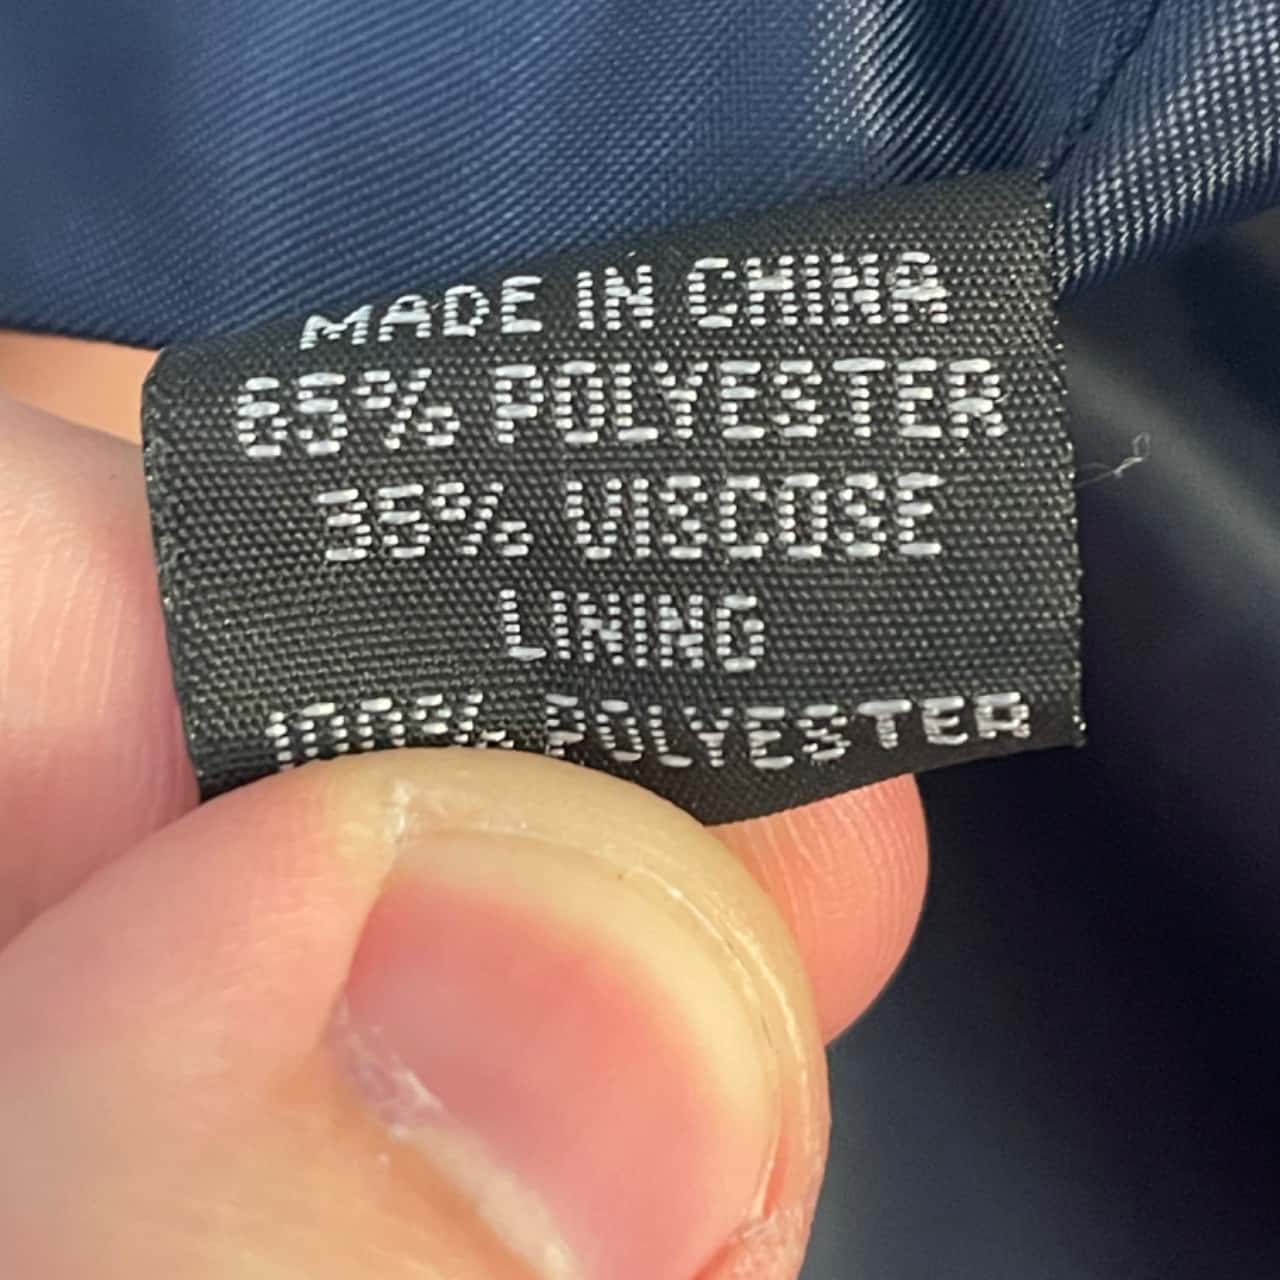 MADE IN CHINA
65% POLYESTER
35% VISCOSE
LINING
100% POLYESTER